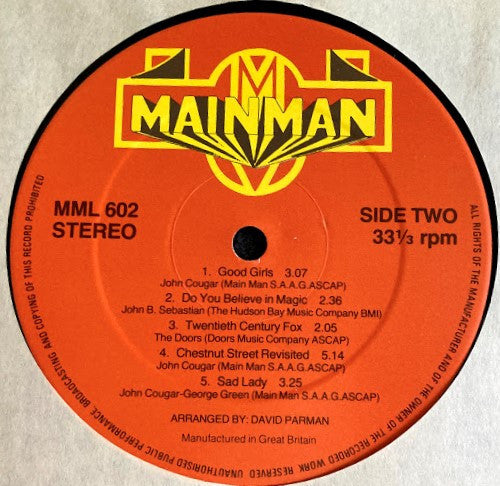 MAINMAN
MML 602
STEREO
SIDE TWO
33⅓ rpm
1. Good Girls 3.07
John Cougar (Main Man S.A.A.G.ASCAP)
2. Do You Believe in Magic 2.36
John B. Sebastian (The Hudson Bay Music Company BMI)
3. Twentieth Century Fox 2.05
The Doors (Doors Music Company ASCAP)
4. Chestnut Street Revisited 5.14
John Cougar (Main Man S.A.A.G.ASCAP)
5. Sad Lady 3.25
John Cougar-George Green (Main Man S.A.A.G.ASCAP)
ARRANGED BY: DAVID PARMAN
Manufactured in Great Britain
ALL RIGHTS OF THE MANUFACTURER AND OF THE OWNER OF THE RECORDED WORK RESERVED UNAUTHORISED PUBLIC PERFORMANCE BROADCASTING AND COPYING OF THIS RECORD PROHIBITED